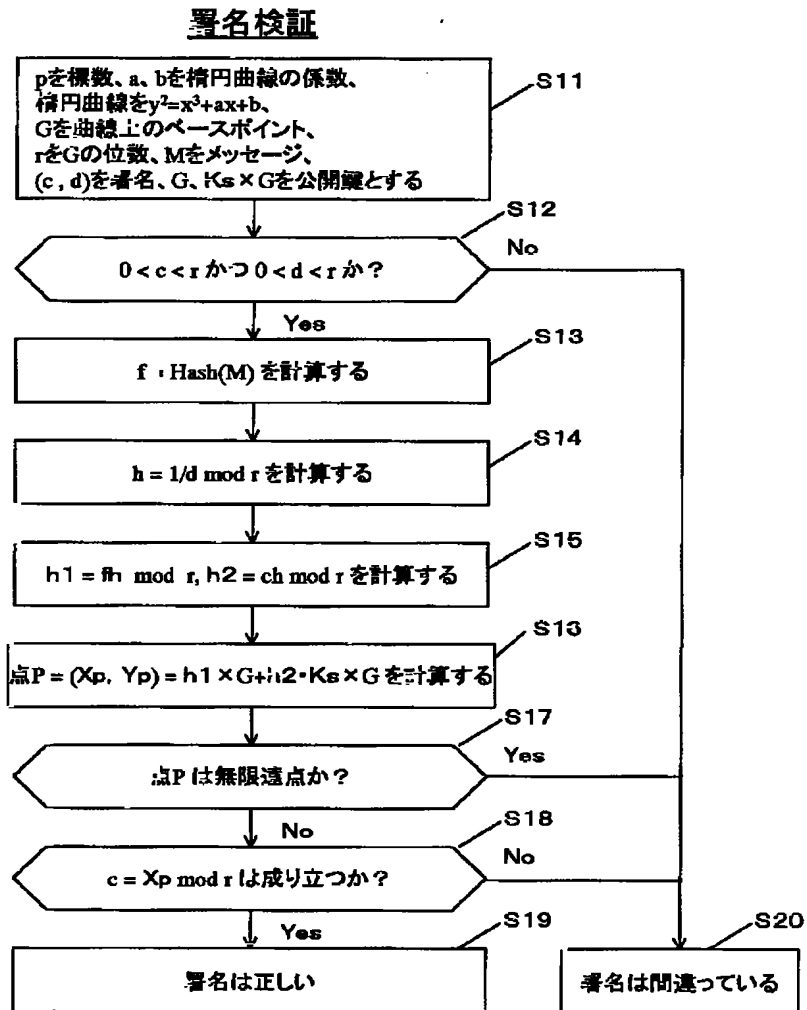 署名検証
pを標数、a、bを楕円曲線の係数、
楕円曲線をy²=x³+ax+b、
Gを曲線上のベースポイント、
rをGの位数、Mをメッセージ、
(c , d)を署名、G、Ks×Gを公開鍵とする
S11
S12
0 < c < r かつ 0 < d < r か？
No
Yes
S13
f : Hash(M) を計算する
S14
h = 1/d mod r を計算する
S15
h1 = fh mod r, h2 = ch mod r を計算する
S16
点P = (Xp, Yp) = h1 ×G+h2・Ks×G を計算する
S17
点P は無限遠点か？
Yes
No
S18
c = Xp mod r は成り立つか？
No
Yes
S19
署名は正しい
S20
署名は間違っている